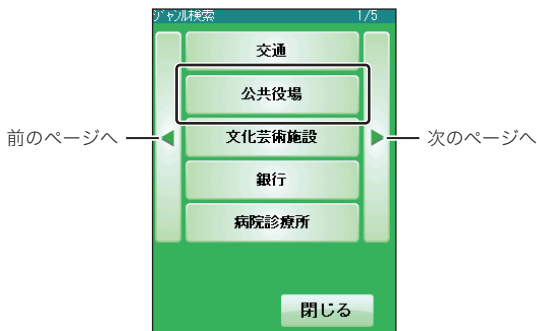 ジャンル検索 1/5
交通
公共役場
前のページへ
文化芸術施設
次のページへ
銀行
病院診療所
閉じる